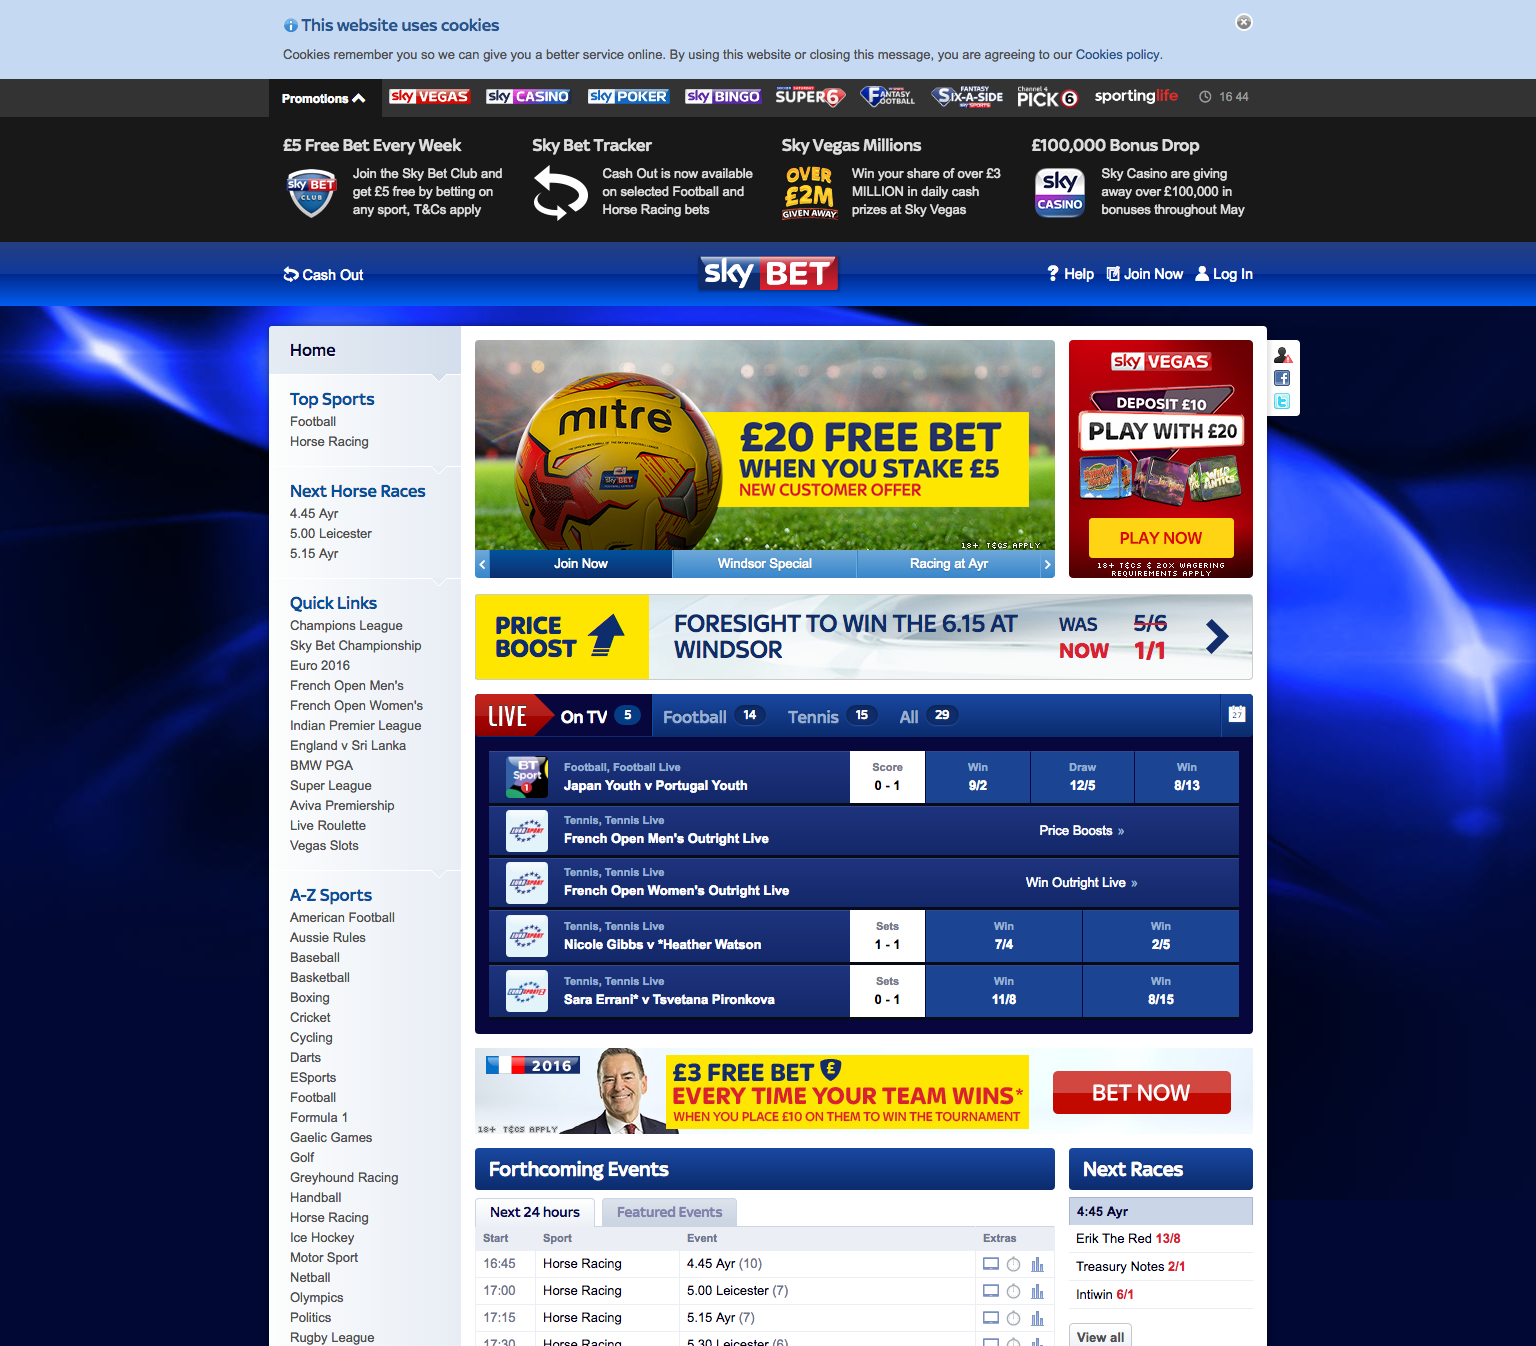 This website uses cookies
Cookies remember you so we can give you a better service online. By using this website or closing this message, you are agreeing to our Cookies policy.
Promotions
sky VEGAS
sky CASINO
sky POKER
sky BINGO
SUPER 6
FANTASY FOOTBALL
FANTASY SIX-A-SIDE
Channel 4 PICK 6
sportinglife
16 44
£5 Free Bet Every Week
sky BET CLUB
Join the Sky Bet Club and
get £5 free by betting on
any sport, T&Cs apply
Sky Bet Tracker
Cash Out is now available
on selected Football and
Horse Racing bets
Sky Vegas Millions
OVER
£2M
GIVEN AWAY
Win your share of over £3
MILLION in daily cash
prizes at Sky Vegas
£100,000 Bonus Drop
sky
CASINO
Sky Casino are giving
away over £100,000 in
bonuses throughout May
Cash Out
sky BET
Help
Join Now
Log In
Home
Top Sports
Football
Horse Racing
Next Horse Races
4.45 Ayr
5.00 Leicester
5.15 Ayr
Quick Links
Champions League
Sky Bet Championship
Euro 2016
French Open Men's
French Open Women's
Indian Premier League
England v Sri Lanka
BMW PGA
Super League
Aviva Premiership
Live Roulette
Vegas Slots
A-Z Sports
American Football
Aussie Rules
Baseball
Basketball
Boxing
Cricket
Cycling
Darts
ESports
Football
Formula 1
Gaelic Games
Golf
Greyhound Racing
Handball
Horse Racing
Ice Hockey
Motor Sport
Netball
Olympics
Politics
Rugby League
mitre
sky BET
£20 FREE BET
WHEN YOU STAKE £5
NEW CUSTOMER OFFER
18+ T&CS APPLY
Join Now
Windsor Special
Racing at Ayr
sky VEGAS
DEPOSIT £10
PLAY WITH £20
WILD
ANTICS
PLAY NOW
18+ T&CS & 20X WAGERING
REQUIREMENTS APPLY
PRICE
BOOST
FORESIGHT TO WIN THE 6.15 AT
WINDSOR
WAS 5/6
NOW 1/1
LIVE
On TV 5
Football 14
Tennis 15
All 29
27
BT
Sport
1
Football, Football Live
Japan Youth v Portugal Youth
Score
0 - 1
Win
9/2
Draw
12/5
Win
8/13
EUROSPORT
Tennis, Tennis Live
French Open Men's Outright Live
Price Boosts »
EUROSPORT
Tennis, Tennis Live
French Open Women's Outright Live
Win Outright Live »
EUROSPORT
Tennis, Tennis Live
Nicole Gibbs v *Heather Watson
Sets
1 - 1
Win
7/4
Win
2/5
EUROSPORT2
Tennis, Tennis Live
Sara Errani* v Tsvetana Pironkova
Sets
0 - 1
Win
11/8
Win
8/15
2016
18+ T&CS APPLY
£3 FREE BET £
EVERY TIME YOUR TEAM WINS*
WHEN YOU PLACE £10 ON THEM TO WIN THE TOURNAMENT
BET NOW
Forthcoming Events
Next 24 hours
Featured Events
Start Sport Event Extras
16:45 Horse Racing 4.45 Ayr (10)
17:00 Horse Racing 5.00 Leicester (7)
17:15 Horse Racing 5.15 Ayr (7)
17:30 Horse Racing 5.30 Leicester (6)
Next Races
4:45 Ayr
Erik The Red 13/8
Treasury Notes 2/1
Intiwin 6/1
View all